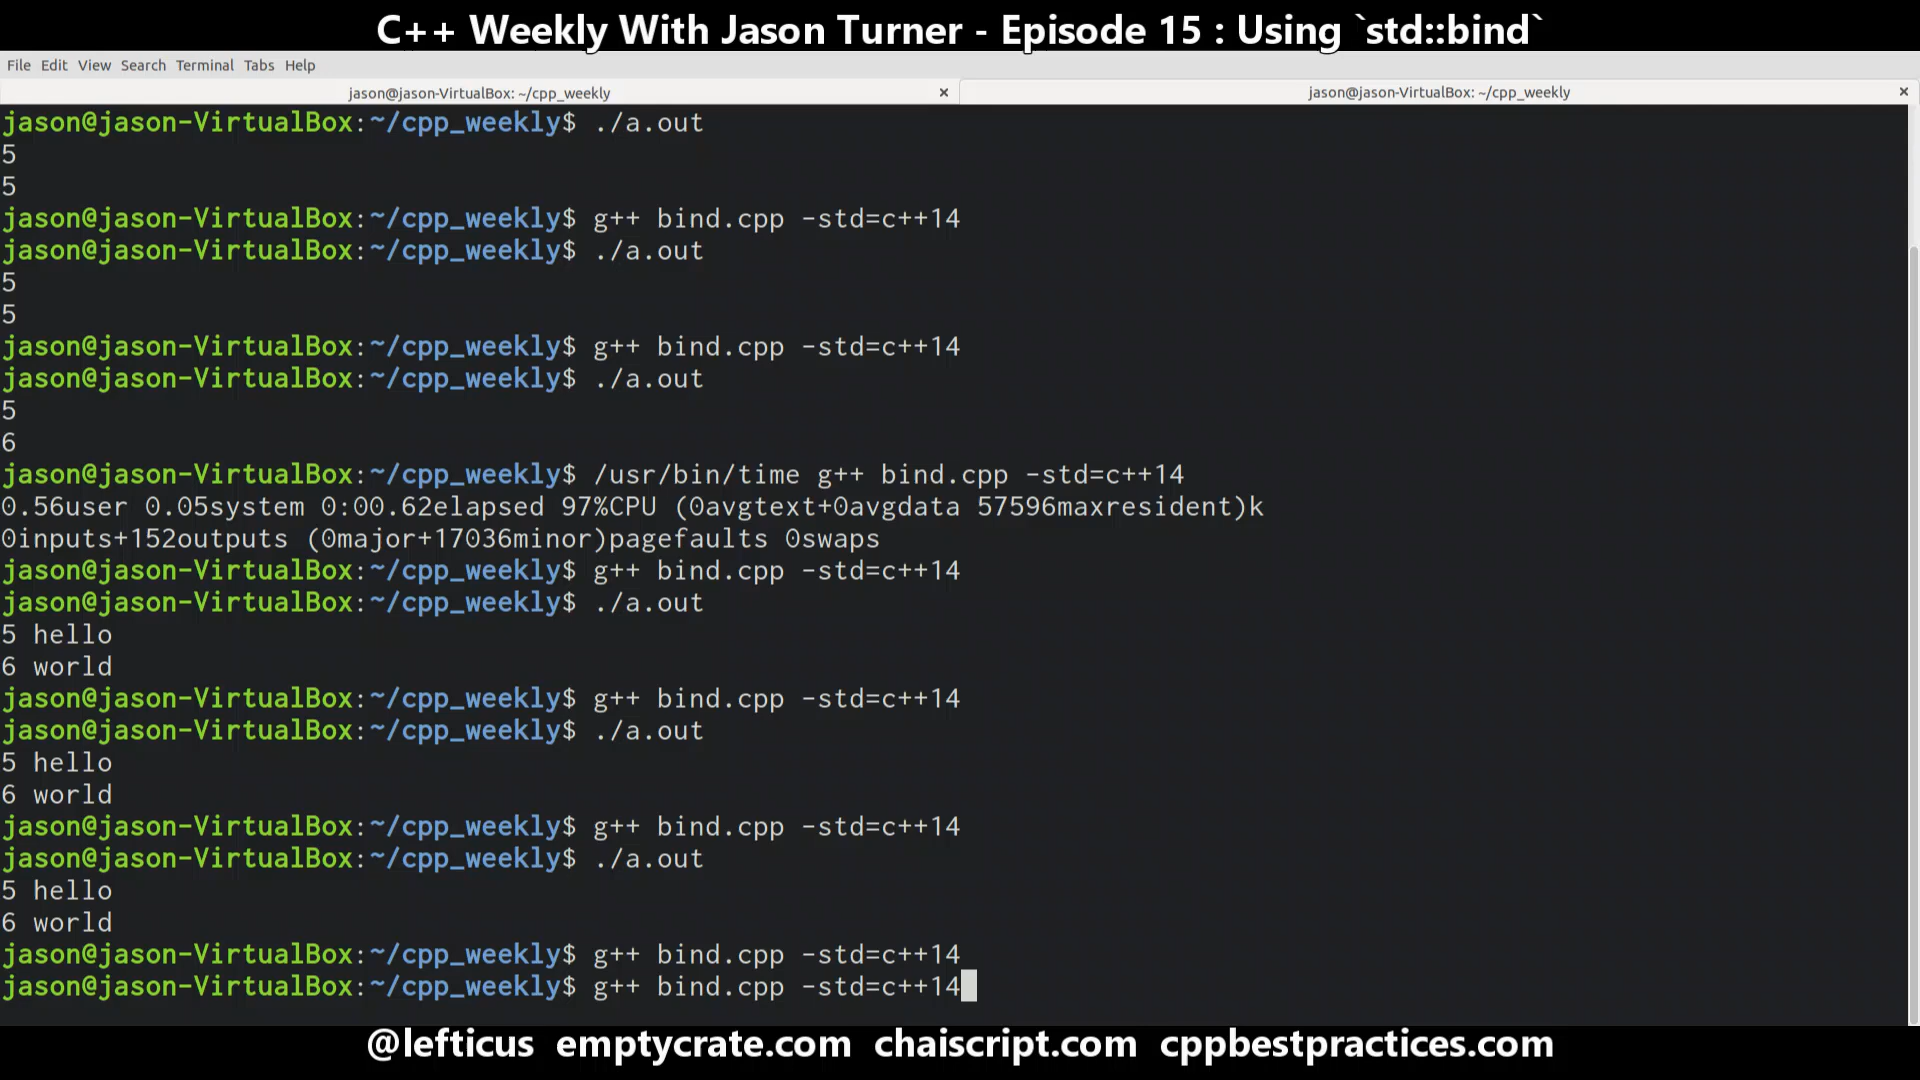 C++ Weekly With Jason Turner - Episode 15 : Using `std::bind`
File Edit View Search Terminal Tabs Help
jason@jason-VirtualBox: ~/cpp_weekly × jason@jason-VirtualBox: ~/cpp_weekly ×
jason@jason-VirtualBox:~/cpp_weekly$ ./a.out
5
5
jason@jason-VirtualBox:~/cpp_weekly$ g++ bind.cpp -std=c++14
jason@jason-VirtualBox:~/cpp_weekly$ ./a.out
5
5
jason@jason-VirtualBox:~/cpp_weekly$ g++ bind.cpp -std=c++14
jason@jason-VirtualBox:~/cpp_weekly$ ./a.out
5
6
jason@jason-VirtualBox:~/cpp_weekly$ /usr/bin/time g++ bind.cpp -std=c++14
0.56user 0.05system 0:00.62elapsed 97%CPU (0avgtext+0avgdata 57596maxresident)k
0inputs+152outputs (0major+17036minor)pagefaults 0swaps
jason@jason-VirtualBox:~/cpp_weekly$ g++ bind.cpp -std=c++14
jason@jason-VirtualBox:~/cpp_weekly$ ./a.out
5 hello
6 world
jason@jason-VirtualBox:~/cpp_weekly$ g++ bind.cpp -std=c++14
jason@jason-VirtualBox:~/cpp_weekly$ ./a.out
5 hello
6 world
jason@jason-VirtualBox:~/cpp_weekly$ g++ bind.cpp -std=c++14
jason@jason-VirtualBox:~/cpp_weekly$ ./a.out
5 hello
6 world
jason@jason-VirtualBox:~/cpp_weekly$ g++ bind.cpp -std=c++14
jason@jason-VirtualBox:~/cpp_weekly$ g++ bind.cpp -std=c++14
@lefticus emptycrate.com chaiscript.com cppbestpractices.com